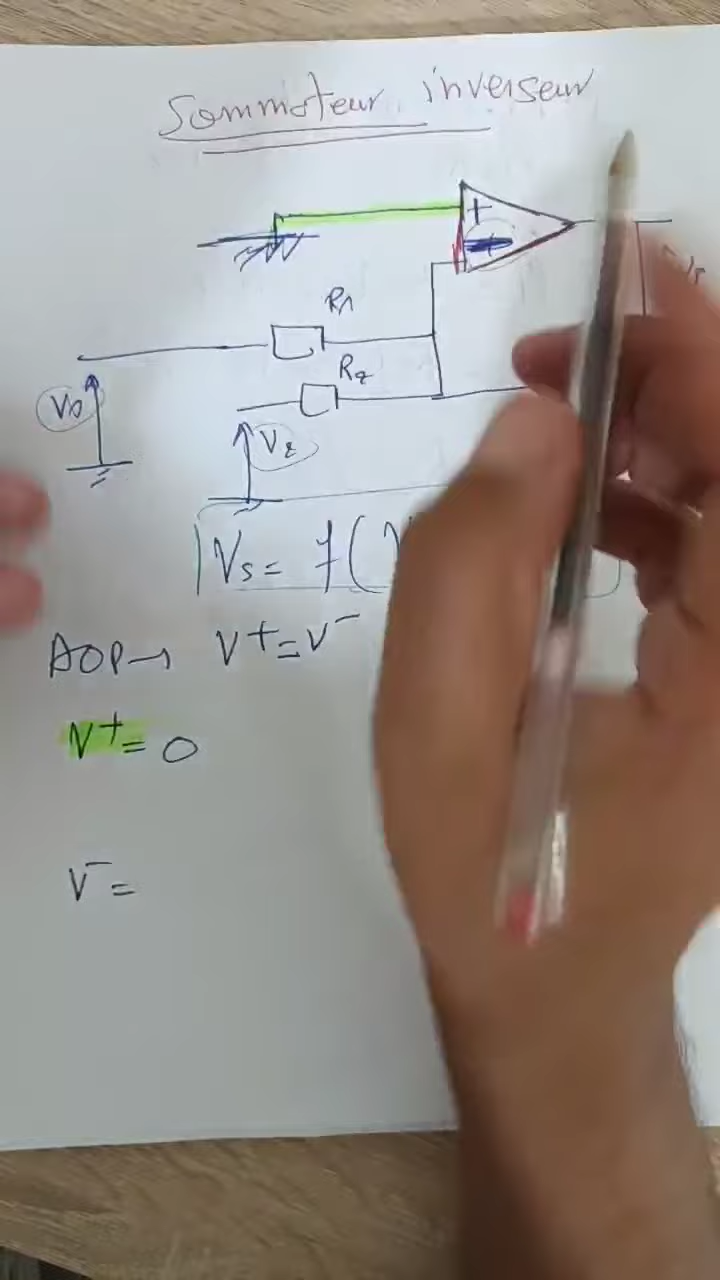 Sommateur inverseur
+
-
R1
R2
V1
V2
Vs = f(V
AOP→ V+ = V-
V+ = 0
V- =